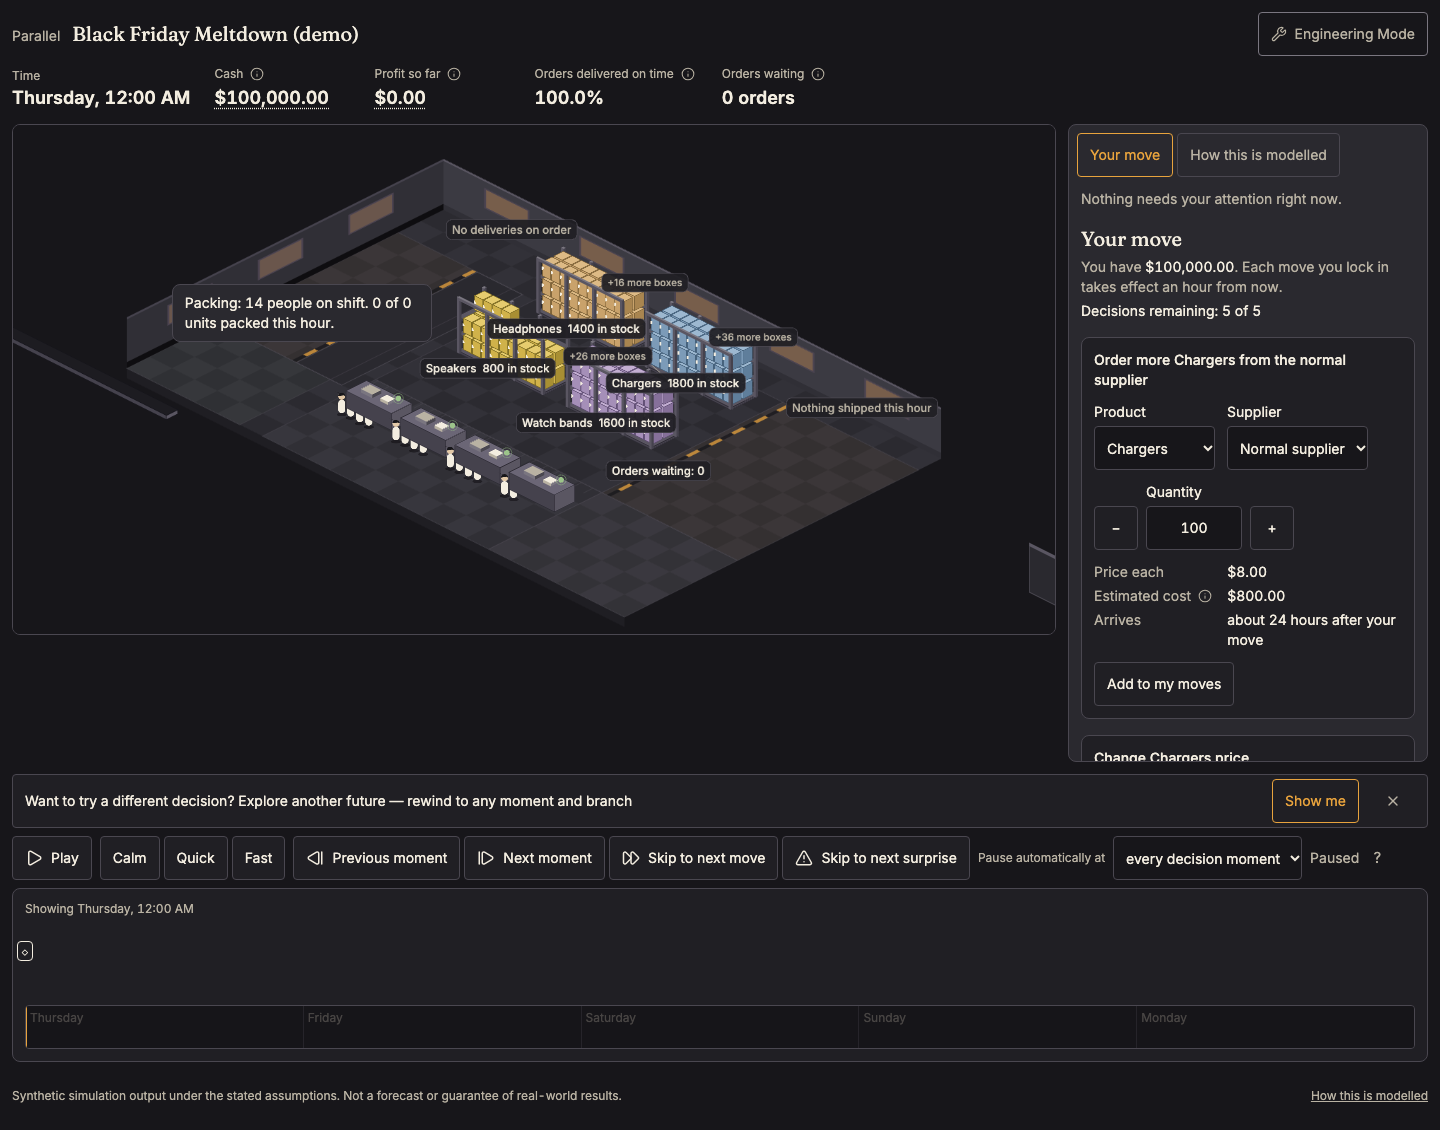 Parallel Black Friday Meltdown (demo)
Engineering Mode
Time
Thursday, 12:00 AM
Cash
$100,000.00
Profit so far
$0.00
Orders delivered on time
100.0%
Orders waiting
0 orders
No deliveries on order
Packing: 14 people on shift. 0 of 0
units packed this hour.
+16 more boxes
Headphones 1400 in stock
+36 more boxes
+26 more boxes
Speakers 800 in stock
Chargers 1800 in stock
Nothing shipped this hour
Watch bands 1600 in stock
Orders waiting: 0
Your move
How this is modelled
Nothing needs your attention right now.
Your move
You have $100,000.00. Each move you lock in
takes effect an hour from now.
Decisions remaining: 5 of 5
Order more Chargers from the normal
supplier
Product
Supplier
Chargers
Normal supplier
Quantity
−
100
+
Price each $8.00
Estimated cost $800.00
Arrives about 24 hours after your
move
Add to my moves
Change Chargers price
Want to try a different decision? Explore another future — rewind to any moment and branch
Show me
Play
Calm
Quick
Fast
Previous moment
Next moment
Skip to next move
Skip to next surprise
Pause automatically at
every decision moment
Paused
?
Showing Thursday, 12:00 AM
Thursday
Friday
Saturday
Sunday
Monday
Synthetic simulation output under the stated assumptions. Not a forecast or guarantee of real-world results.
How this is modelled